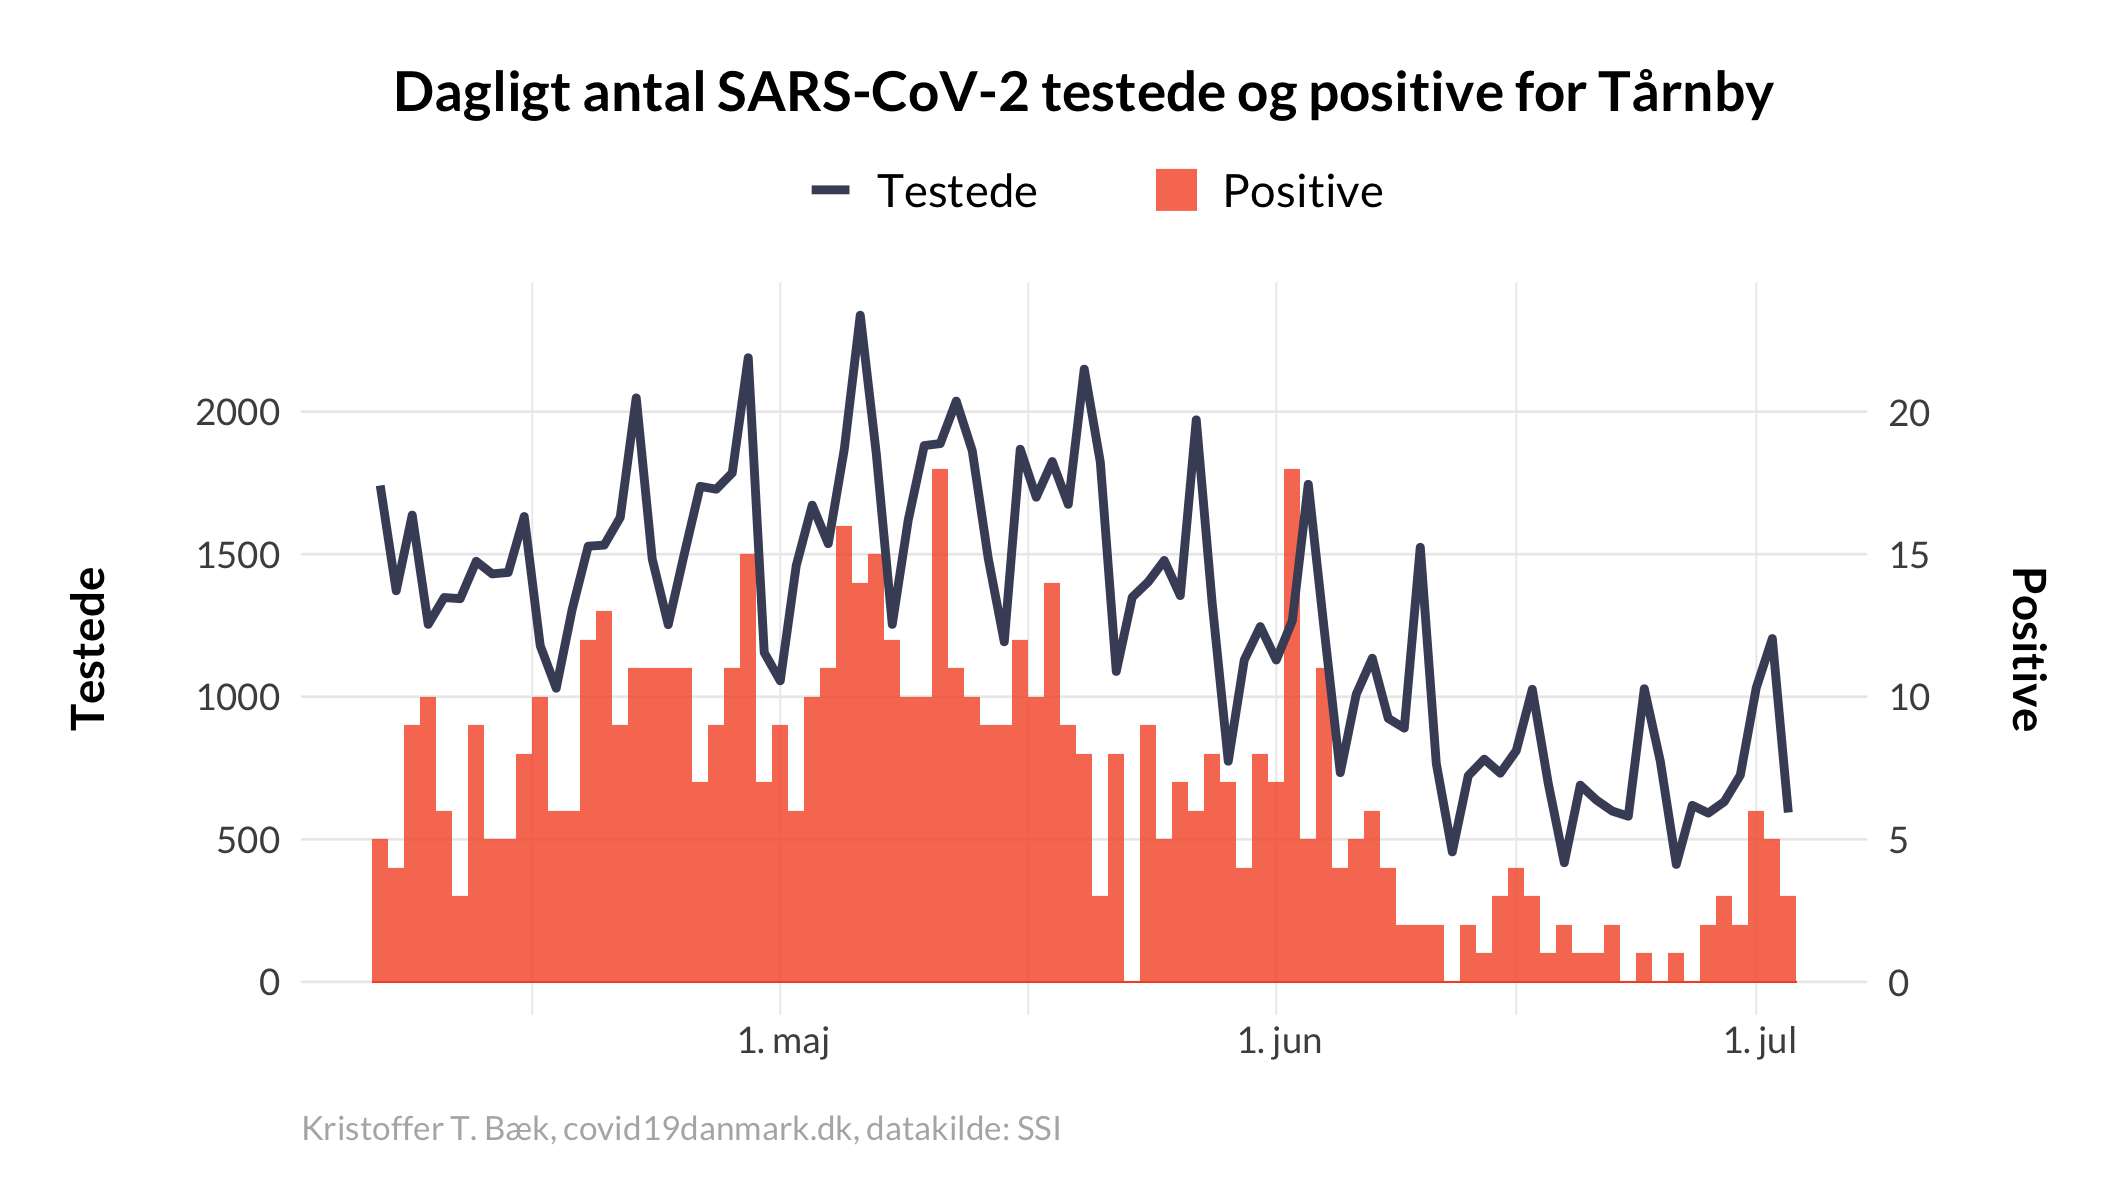 Dagligt antal SARS-CoV-2 testede og positive for Tårnby
Testede
Positive
Testede
2000
1500
1000
500
0
20
15
10
5
0
Positive
1. maj
1. jun
1. jul
Kristoffer T. Bæk, covid19danmark.dk, datakilde: SSI